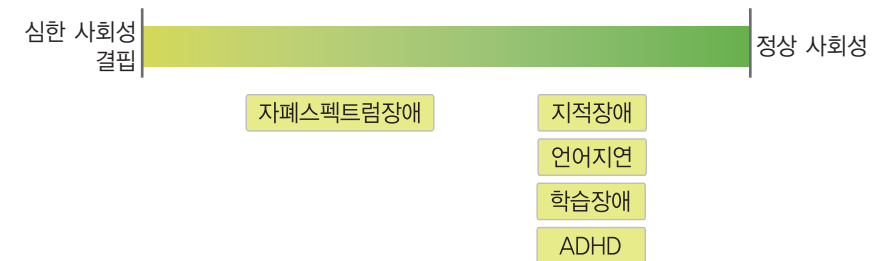 심한 사회성
결핍
정상 사회성
자폐스펙트럼장애
지적장애
언어지연
학습장애
ADHD